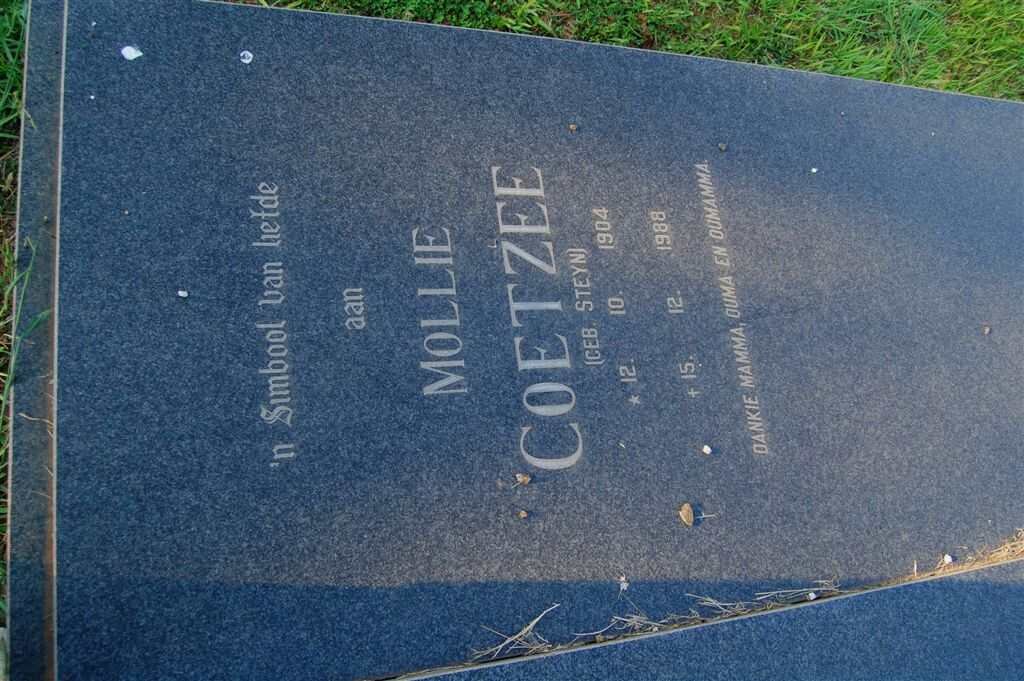 'n Simbool van liefde
aan
MOLLIE
COETZEE
(GEB. STEYN)
* 12. 10. 1904
+ 15. 12. 1988
DANKIE MAMMA, OUMA EN OUMAMMA.